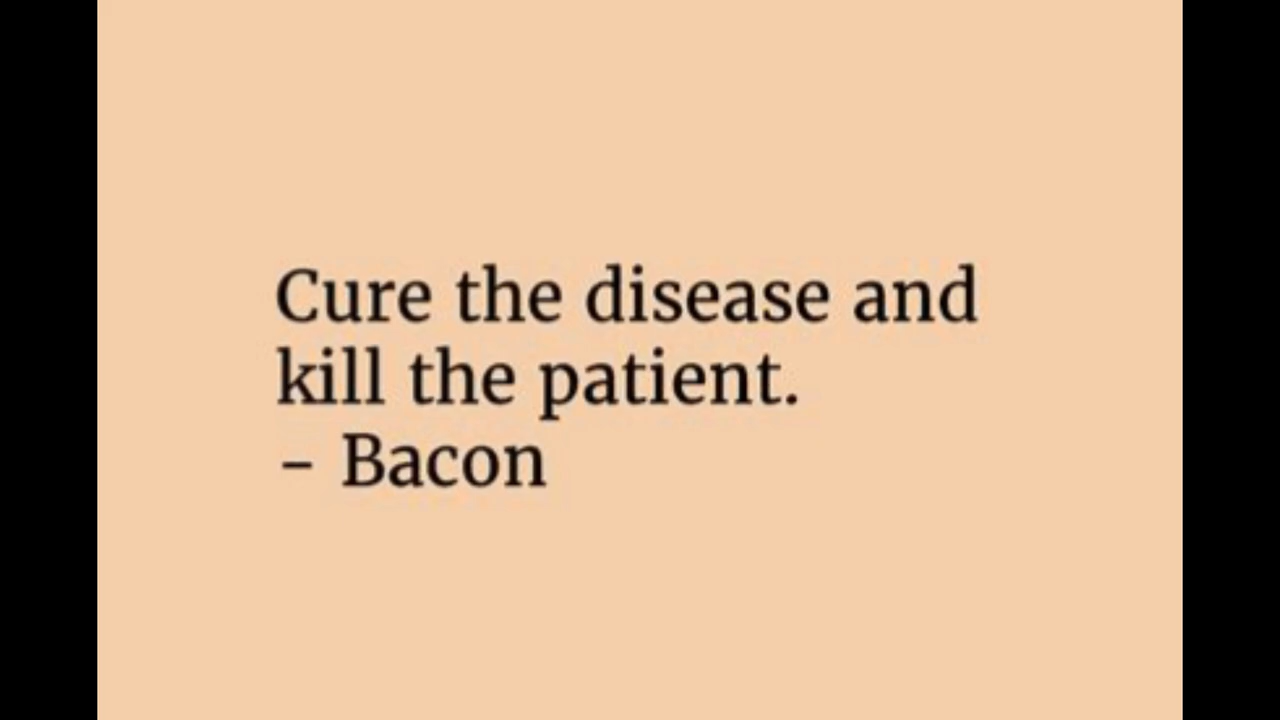 Cure the disease and
kill the patient.
- Bacon